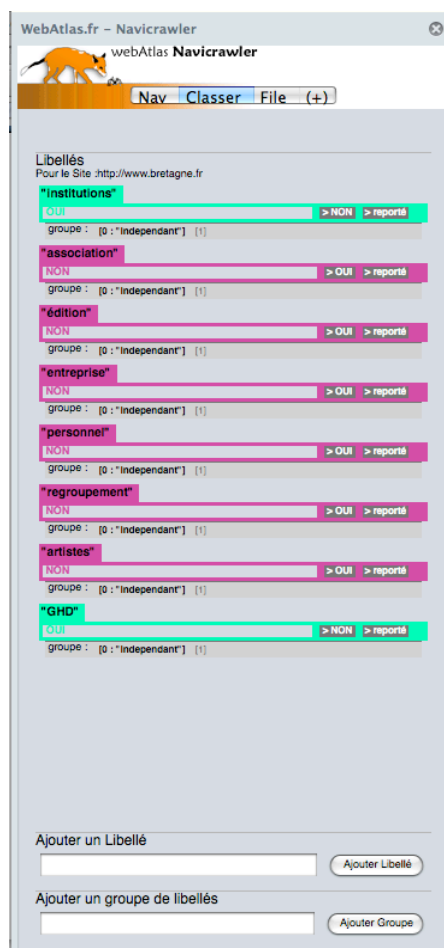 WebAtlas.fr – Navicrawler
webAtlas Navicrawler
Nav Classer File (+)
Libellés
Pour le Site :http://www.bretagne.fr
"institutions"
OUI > NON > reporté
groupe : [0 : "Independant"] [1]
"association"
NON > OUI > reporté
groupe : [0 : "Independant"] [1]
"édition"
NON > OUI > reporté
groupe : [0 : "Independant"] [1]
"entreprise"
NON > OUI > reporté
groupe : [0 : "Independant"] [1]
"personnel"
NON > OUI > reporté
groupe : [0 : "Independant"] [1]
"regroupement"
NON > OUI > reporté
groupe : [0 : "Independant"] [1]
"artistes"
NON > OUI > reporté
groupe : [0 : "Independant"] [1]
"GHD"
OUI > NON > reporté
groupe : [0 : "Independant"] [1]
Ajouter un Libellé
Ajouter Libellé
Ajouter un groupe de libellés
Ajouter Groupe